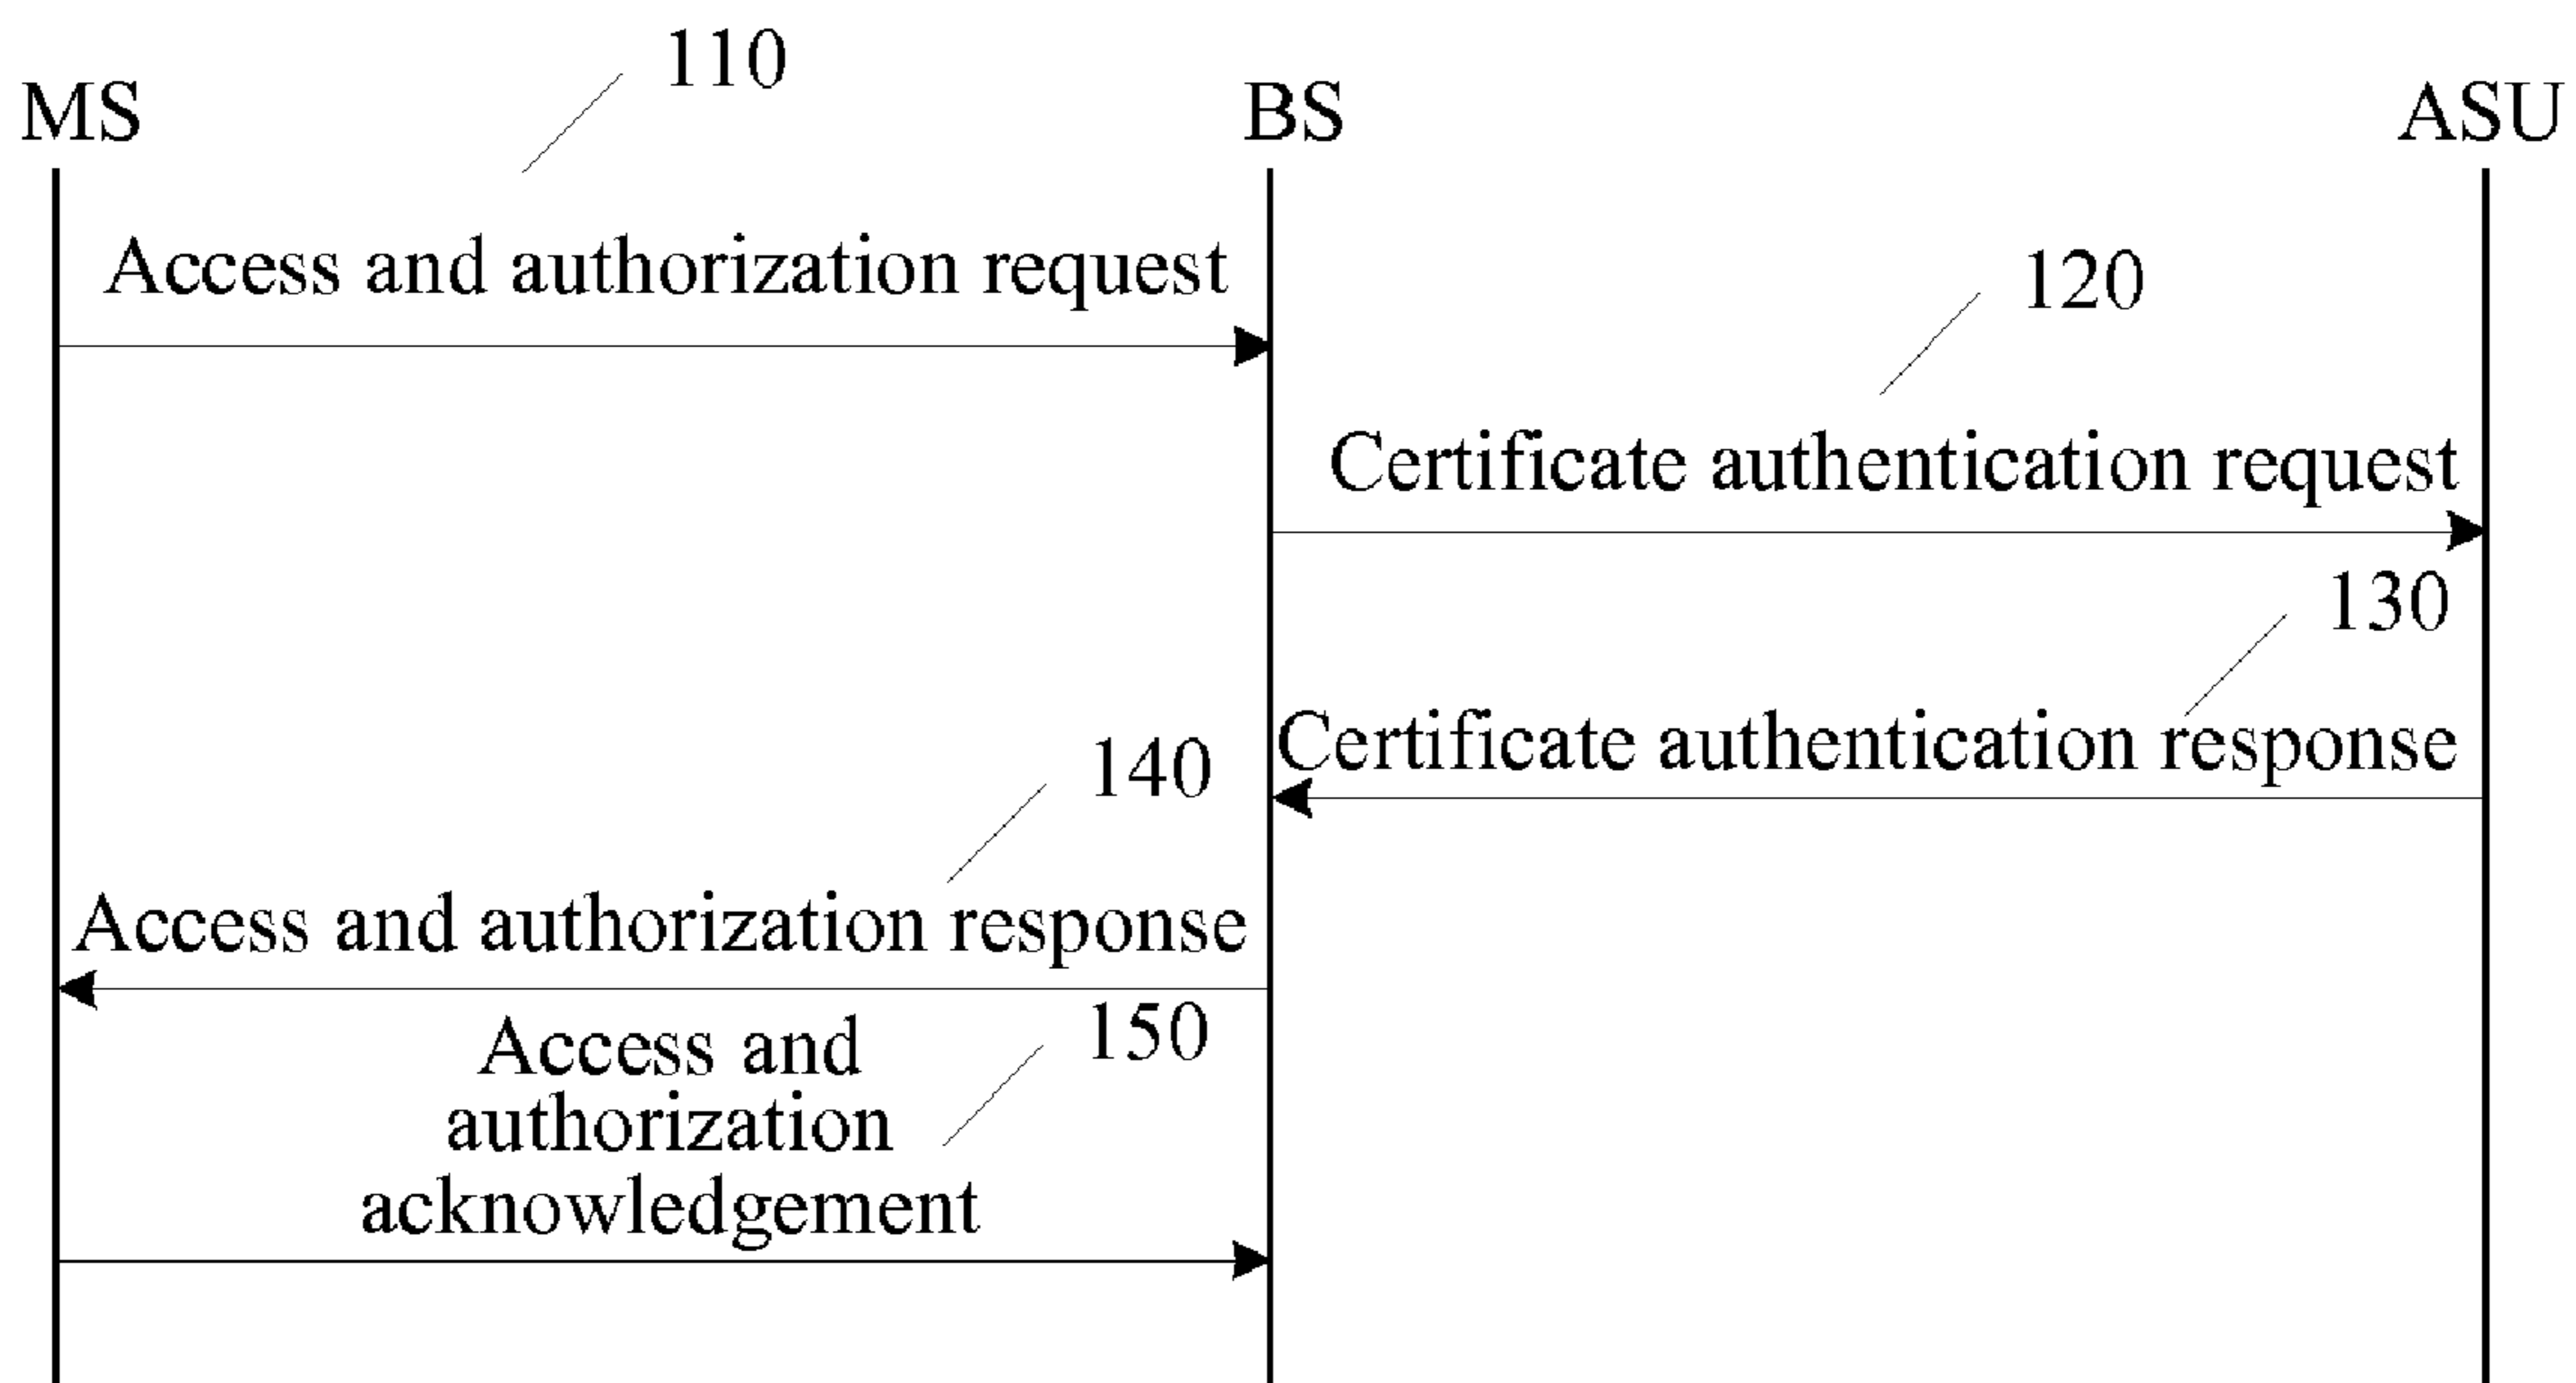 110
MS
BS
ASU
Access and authorization request
120
Certificate authentication request
130
Certificate authentication response
140
Access and authorization response
150
Access and
authorization
acknowledgement